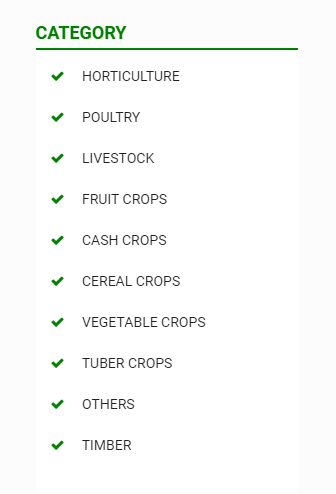 CATEGORY
HORTICULTURE
POULTRY
LIVESTOCK
FRUIT CROPS
CASH CROPS
CEREAL CROPS
VEGETABLE CROPS
TUBER CROPS
OTHERS
TIMBER